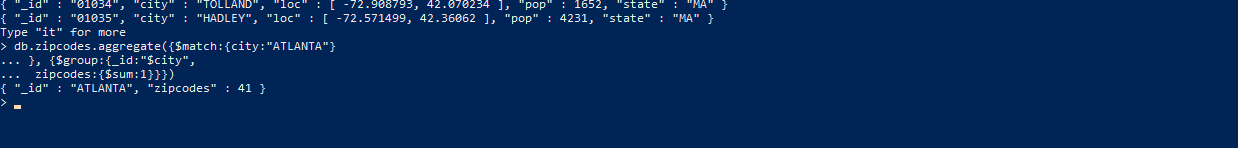 { "_id" : "01034", "city" : "TOLLAND", "loc" : [ -72.908793, 42.070234 ], "pop" : 1652, "state" : "MA" }
{ "_id" : "01035", "city" : "HADLEY", "loc" : [ -72.571499, 42.36062 ], "pop" : 4231, "state" : "MA" }
Type "it" for more
> db.zipcodes.aggregate({$match:{city:"ATLANTA"}
... }, {$group:{_id:"$city",
...  zipcodes:{$sum:1}}})
{ "_id" : "ATLANTA", "zipcodes" : 41 }
>